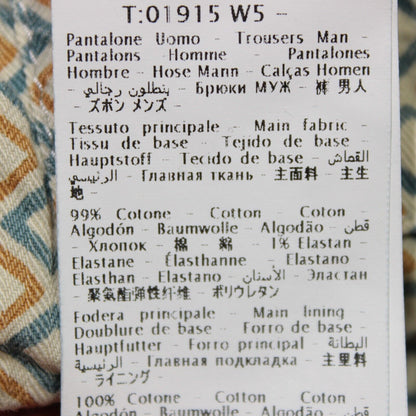 T:01915 W5 -
Pantalone Uomo - Trousers Man -
Pantalons - Homme - Pantalones
Hombre - Hose Mann - Calças Homen
- بنطلون رجالي - Брюки МУЖ - 裤 男人
- ズボン メンズ -
Tessuto principale - Main fabric -
Tissu de base - Tejido de base -
Hauptstoff - Tecido de base - القماش
الرئيسي - Главная ткань - 主面料 - 主生
地 -
99% Cotone - Cotton - Coton -
Algodón - Baumwolle - Algodão - قطن
- Хлопок - 棉 - 綿 - 1% Elastan
Elastane - Élasthanne - Elastano -
Elasthan - Elastano - الأستان - Эластан
- 聚氨酯弹性纤维 - ポリウレタン
Fodera principale - Main lining -
Doublure de base - Forro de base -
Hauptfutter - Forro principal - البطانة
الرئيسية - Главная подкладка - 主里料
- ライニング -
100% Cotone - Cotton - Coton
Algodón - Baumwolle - Algodão - قطن